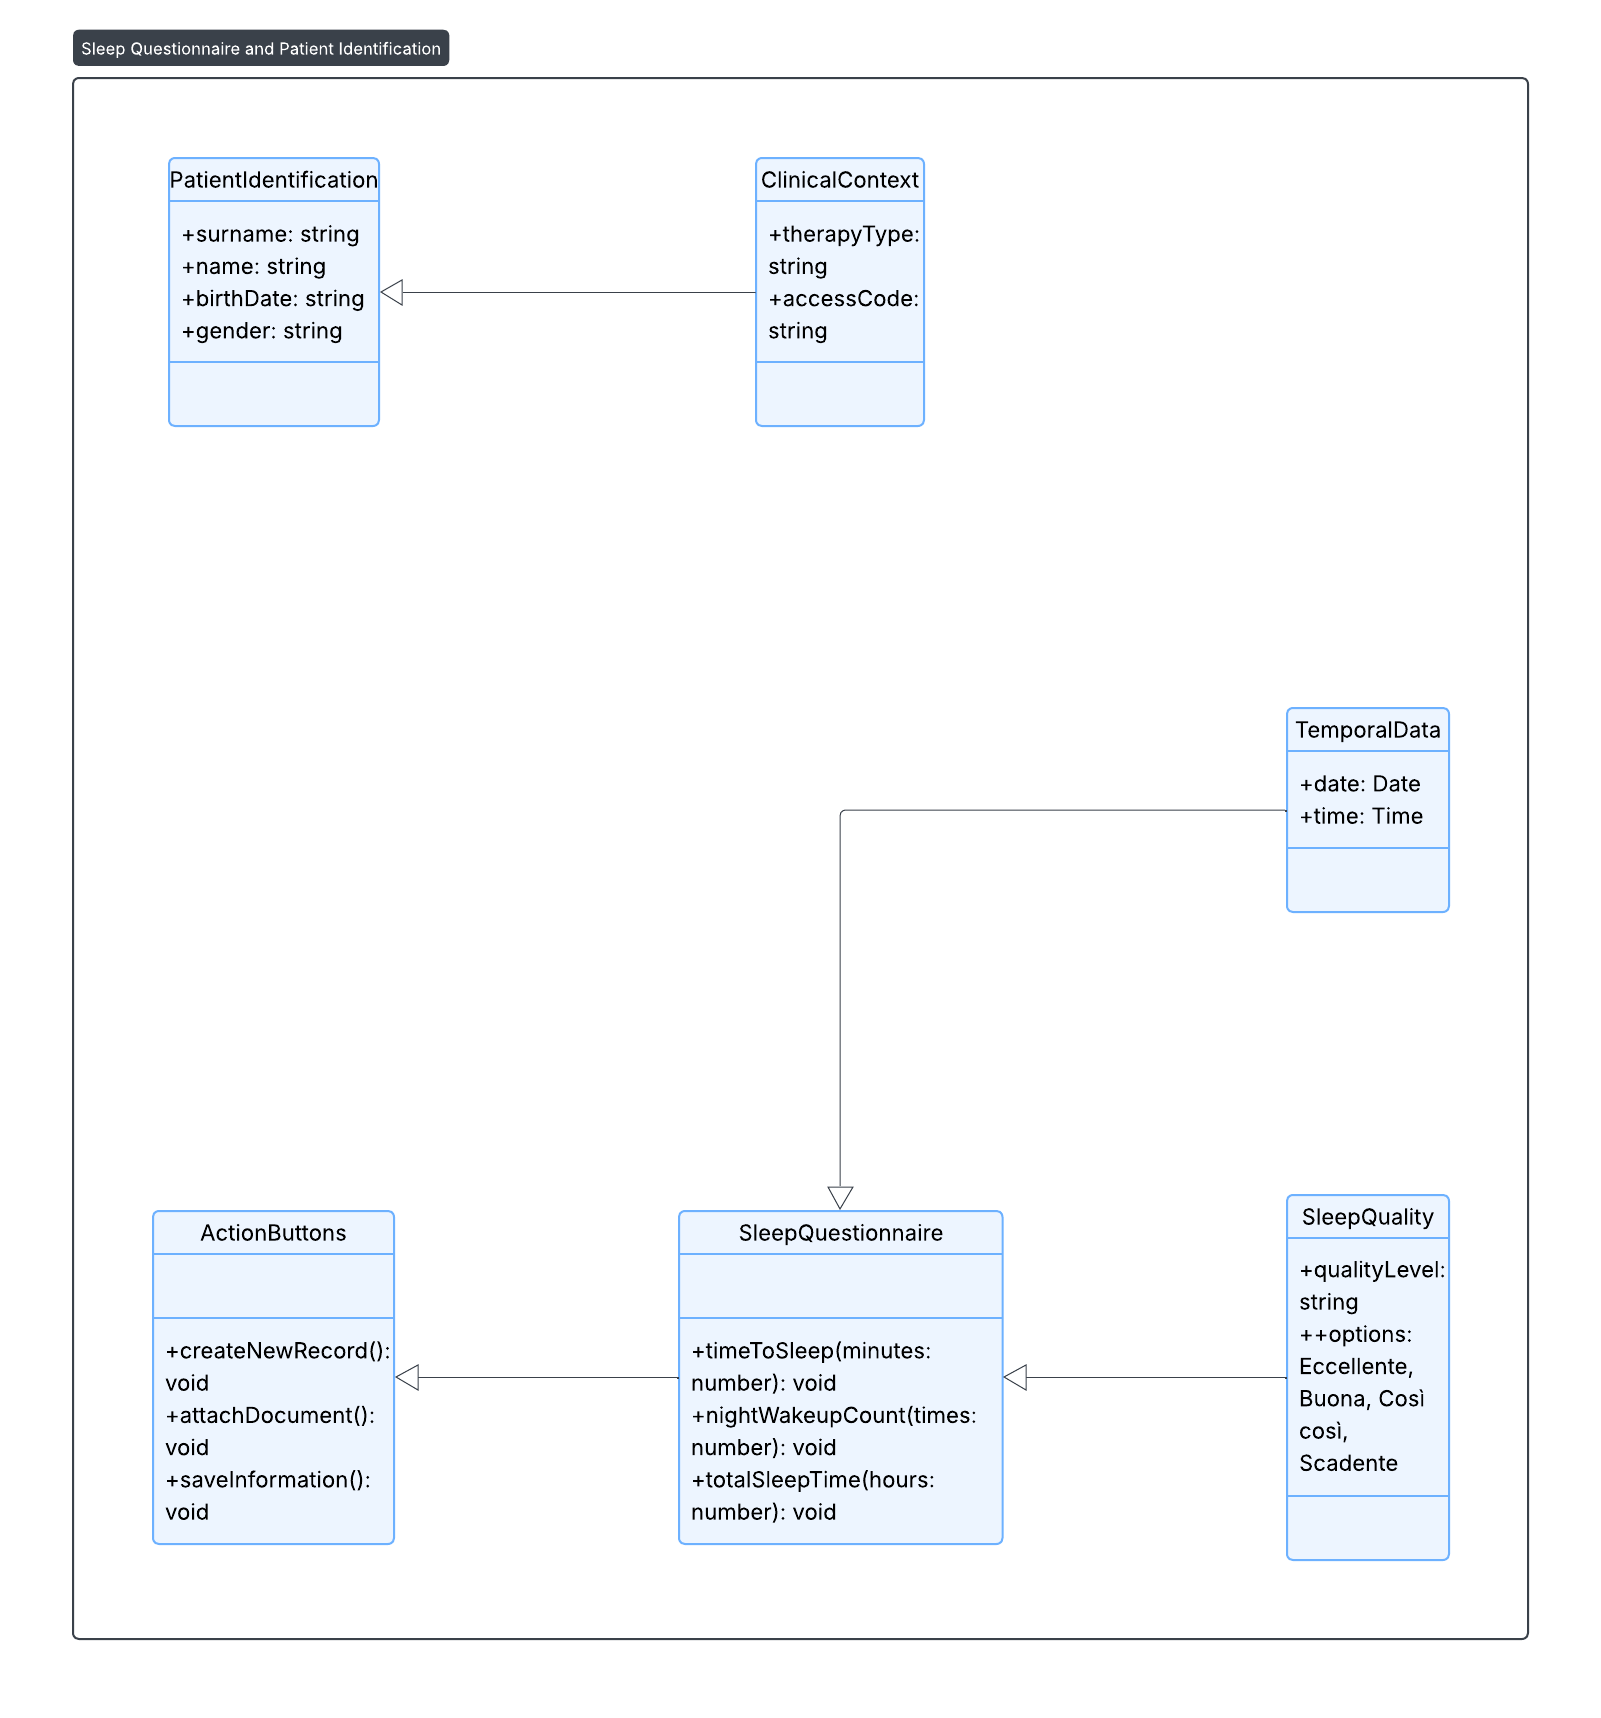 Sleep Questionnaire and Patient Identification
PatientIdentification
+surname: string
+name: string
+birthDate: string
+gender: string
ClinicalContext
+therapyType:
string
+accessCode:
string
TemporalData
+date: Date
+time: Time
ActionButtons
+createNewRecord():
void
+attachDocument():
void
+saveInformation():
void
SleepQuestionnaire
+timeToSleep(minutes:
number): void
+nightWakeupCount(times:
number): void
+totalSleepTime(hours:
number): void
SleepQuality
+qualityLevel:
string
++options:
Eccellente,
Buona, Così
così,
Scadente